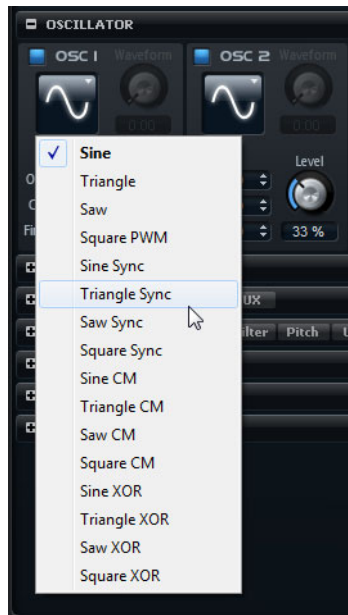 OSCILLATOR
OSC 1 Waveform OSC 2 Waveform
0.00 0.00
Sine
Triangle
Saw
Square PWM
Sine Sync
Triangle Sync
Saw Sync
Square Sync
Sine CM
Triangle CM
Saw CM
Square CM
Sine XOR
Triangle XOR
Saw XOR
Square XOR
Level
33 %
UX
Pitch